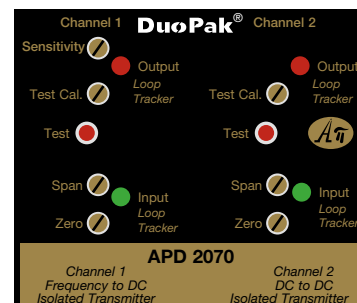 Channel 1 DuoPak® Channel 2
Sensitivity
Output Output
Loop Loop
Test Cal. Tracker Test Cal. Tracker
Test Test
Span Span
Input Input
Loop Loop
Zero Tracker Zero Tracker
APD 2070
Channel 1 Channel 2
Frequency to DC DC to DC
Isolated Transmitter Isolated Transmitter